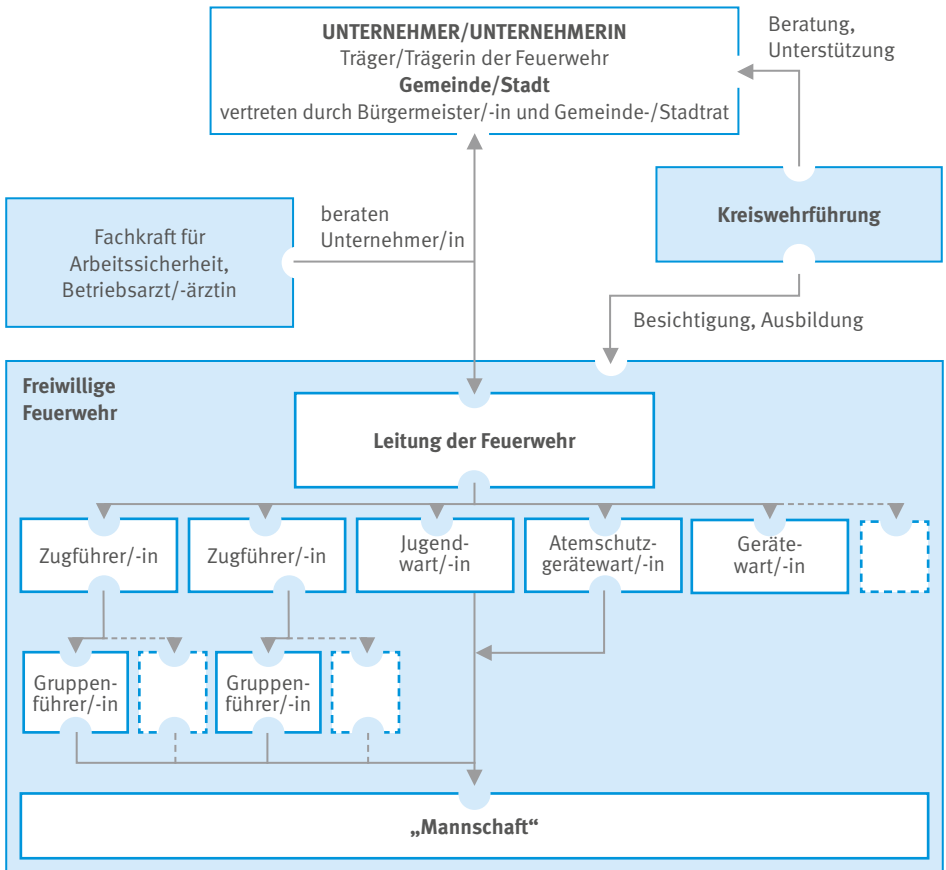 UNTERNEHMER/UNTERNEHMERIN
Träger/Trägerin der Feuerwehr
Gemeinde/Stadt
vertreten durch Bürgermeister/-in und Gemeinde-/Stadtrat
Beratung,
Unterstützung
Fachkraft für
Arbeitssicherheit,
Betriebsarzt/-ärztin
beraten
Unternehmer/in
Kreiswehrführung
Besichtigung, Ausbildung
Freiwillige
Feuerwehr
Leitung der Feuerwehr
Zugführer/-in
Zugführer/-in
Jugend-
wart/-in
Atemschutz-
gerätewart/-in
Geräte-
wart/-in
Gruppen-
führer/-in
Gruppen-
führer/-in
„Mannschaft“